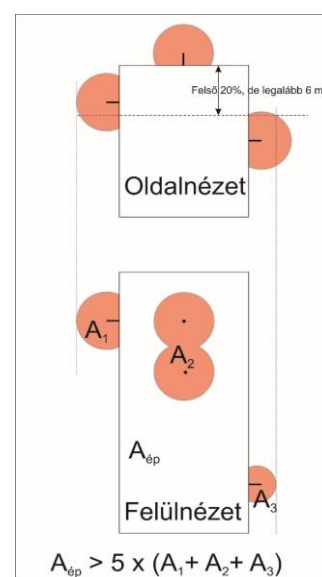 Felső 20%, de legalább 6 m
Oldalnézet
A₁
A₂
Aép
Felülnézet
A₃
Aép > 5 x (A₁+ A₂+ A₃)